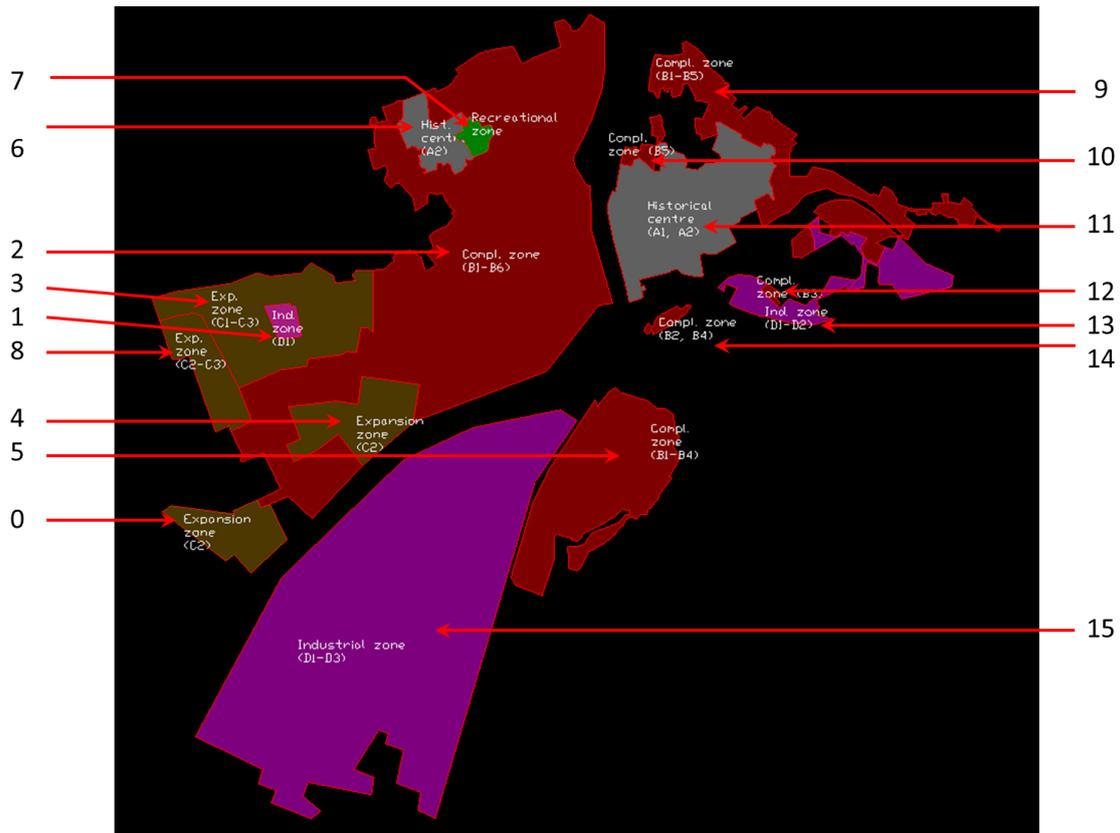 7
6
2
3
1
8
4
5
0
Hist.
centr.
(A2)
Recreational
zone
Compl. zone
(B1-B6)
Exp.
zone
(C1-C3)
Ind.
zone
(D1)
Exp.
zone
(C2-C3)
Expansion
zone
(C2)
Expansion
zone
(C2)
Industrial zone
(D1-D3)
Compl. zone
(B1-B5)
Compl.
zone (B5)
Historical
centre
(A1, A2)
Compl.
zone (B3)
Ind. zone
(D1-D2)
Compl. zone
(B2, B4)
Compl.
zone
(B1-B4)
9
10
11
12
13
14
15